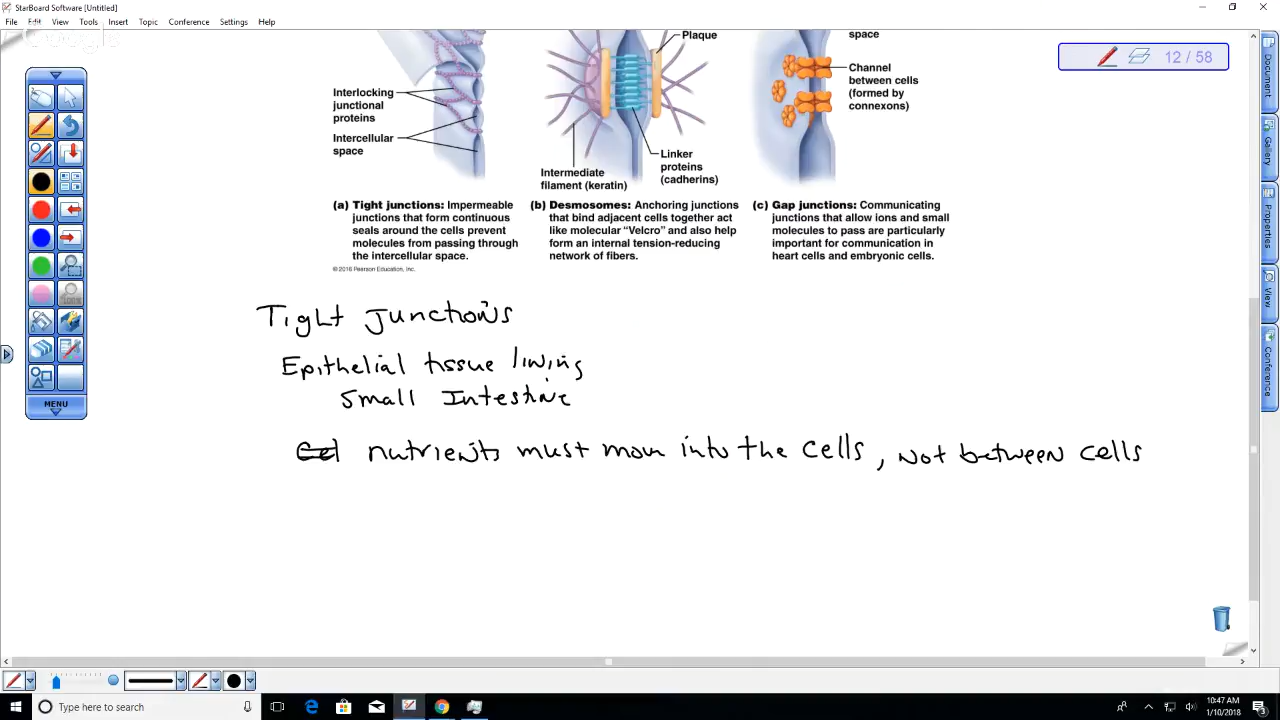 StarBoard Software [Untitled]
File Edit View Tools Insert Topic Conference Settings Help
12 / 58
Document
Gallery
Properties
View
Conference
MENU
Plaque
space
Interlocking
junctional
proteins
Intercellular
space
Intermediate
filament (keratin)
Linker
proteins
(cadherins)
Channel
between cells
(formed by
connexons)
(a) Tight junctions: Impermeable
junctions that form continuous
seals around the cells prevent
molecules from passing through
the intercellular space.
(b) Desmosomes: Anchoring junctions
that bind adjacent cells together act
like molecular “Velcro” and also help
form an internal tension-reducing
network of fibers.
(c) Gap junctions: Communicating
junctions that allow ions and small
molecules to pass are particularly
important for communication in
heart cells and embryonic cells.
© 2016 Pearson Education, Inc.
Tight Junctions
Epithelial tissue lining
Small Intestine
nutrients must move into the cells, not between cells
Type here to search
10:47 AM
1/10/2018